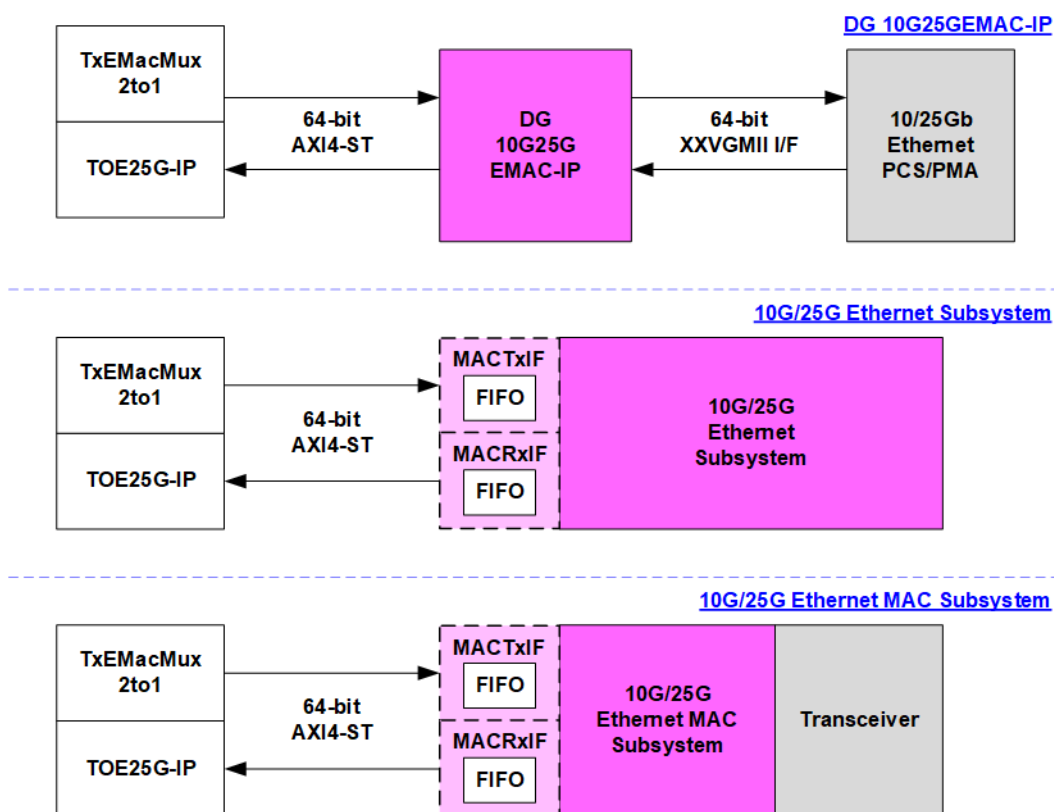 DG 10G25GEMAC-IP
TxEMacMux
2to1
TOE25G-IP
64-bit
AXI4-ST
DG
10G25G
EMAC-IP
64-bit
XXVGMII I/F
10/25Gb
Ethernet
PCS/PMA
10G/25G Ethernet Subsystem
TxEMacMux
2to1
TOE25G-IP
64-bit
AXI4-ST
MACTxIF
FIFO
MACRxIF
FIFO
10G/25G
Ethernet
Subsystem
10G/25G Ethernet MAC Subsystem
TxEMacMux
2to1
TOE25G-IP
64-bit
AXI4-ST
MACTxIF
FIFO
MACRxIF
FIFO
10G/25G
Ethernet MAC
Subsystem
Transceiver